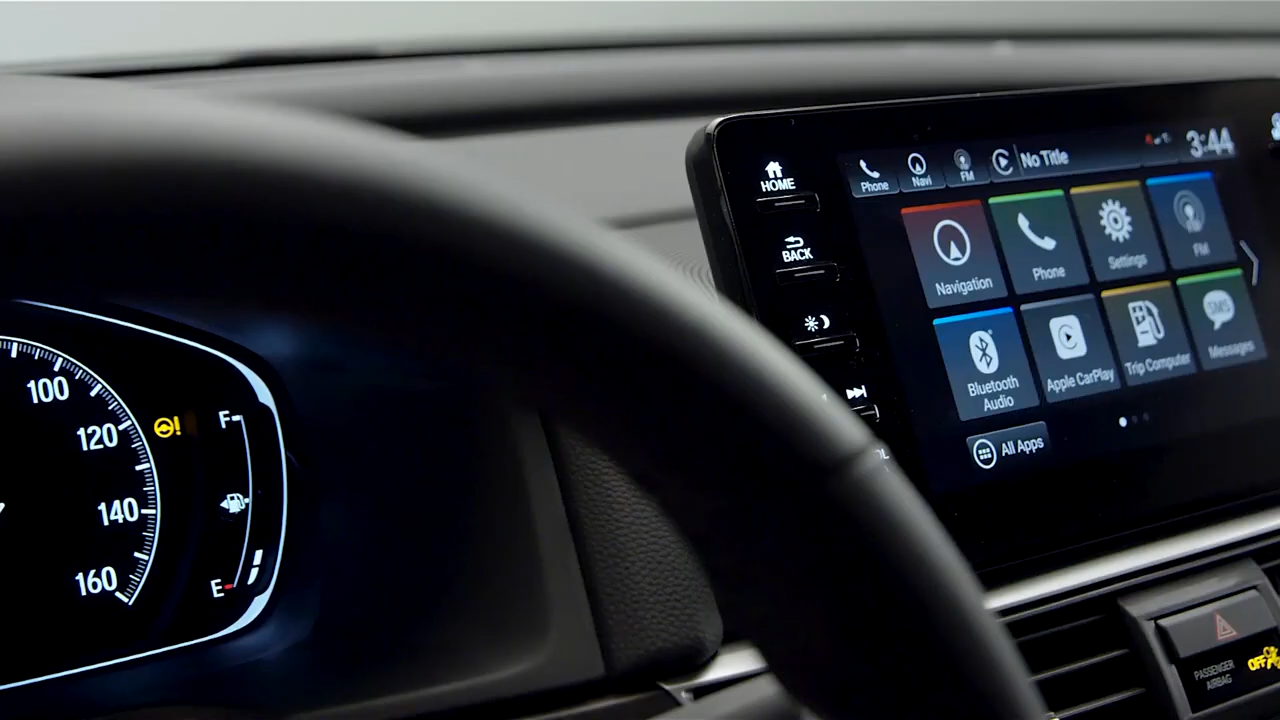 100
120
140
160
F
E
HOME
BACK
Phone
Navi
FM
No Title
3:44
Navigation
Phone
Settings
FM
Bluetooth
Audio
Apple CarPlay
Trip Computer
SMS
Messages
All Apps
PASSENGER
AIRBAG
OFF